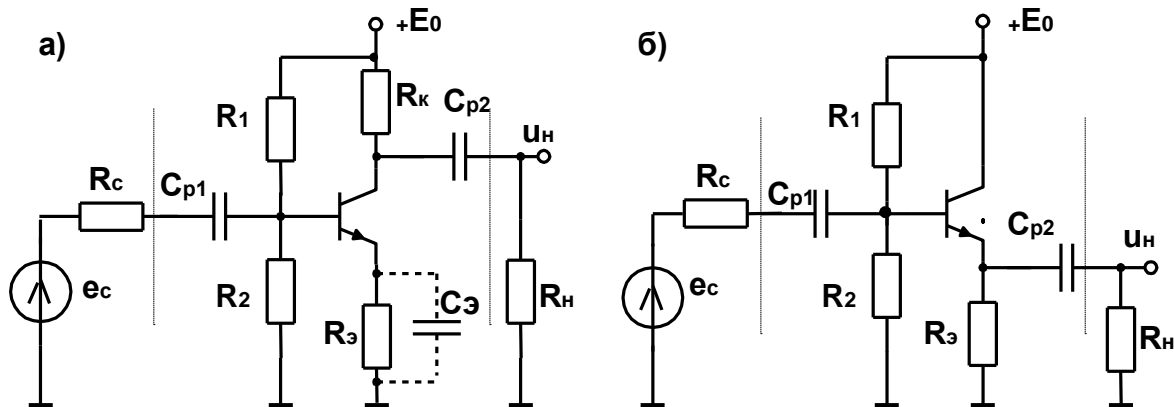 а)
+E0
Rк
Cр2
R1
uн
Rс
Cр1
eс
R2
Rэ
Cэ
Rн
б)
+E0
R1
Rс
Cр1
Cр2
uн
eс
R2
Rэ
Rн